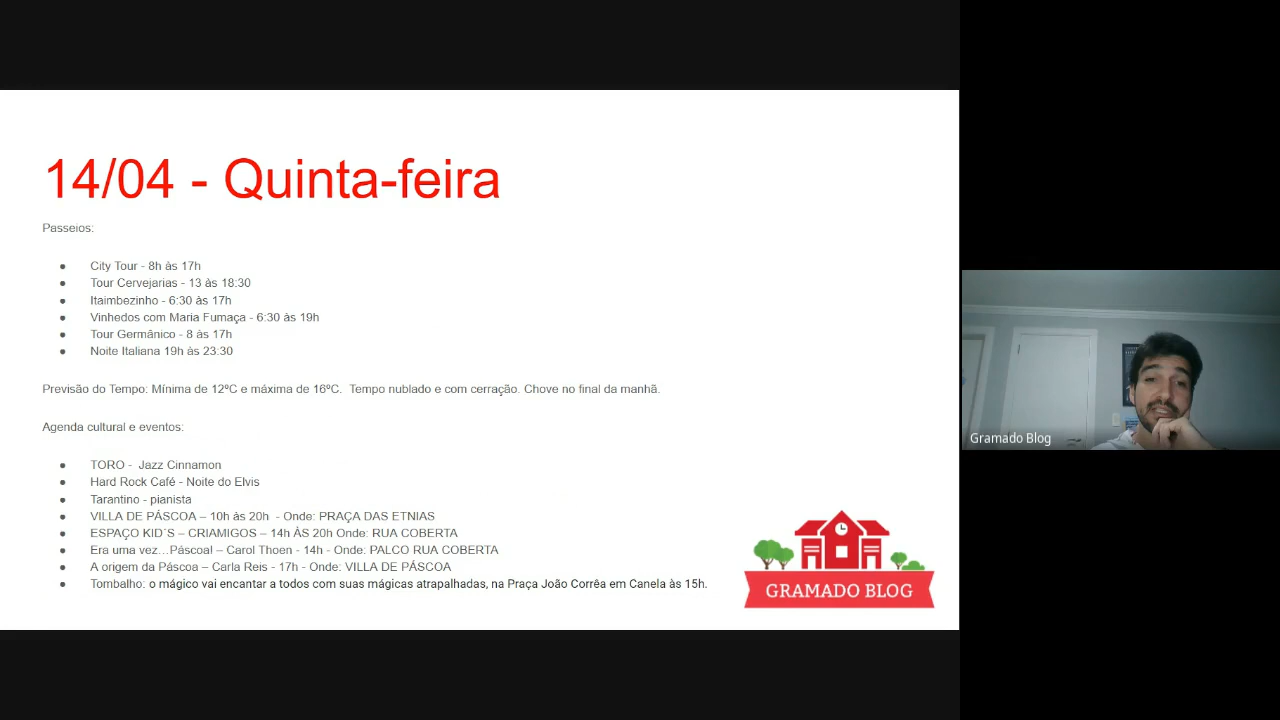 14/04 - Quinta-feira
Passeios:
● City Tour - 8h às 17h
● Tour Cervejarias - 13 às 18:30
● Itaimbezinho - 6:30 às 17h
● Vinhedos com Maria Fumaça - 6:30 às 19h
● Tour Germânico - 8 às 17h
● Noite Italiana 19h às 23:30
Previsão do Tempo: Mínima de 12ºC e máxima de 16ºC. Tempo nublado e com cerração. Chove no final da manhã.
Agenda cultural e eventos:
● TORO - Jazz Cinnamon
● Hard Rock Café - Noite do Elvis
● Tarantino - pianista
● VILLA DE PÁSCOA – 10h às 20h - Onde: PRAÇA DAS ETNIAS
● ESPAÇO KID´S – CRIAMIGOS – 14h ÀS 20h Onde: RUA COBERTA
● Era uma vez…Páscoa! – Carol Thoen - 14h - Onde: PALCO RUA COBERTA
● A origem da Páscoa – Carla Reis - 17h - Onde: VILLA DE PÁSCOA
● Tombalho: o mágico vai encantar a todos com suas mágicas atrapalhadas, na Praça João Corrêa em Canela às 15h.
GRAMADO BLOG
Gramado Blog